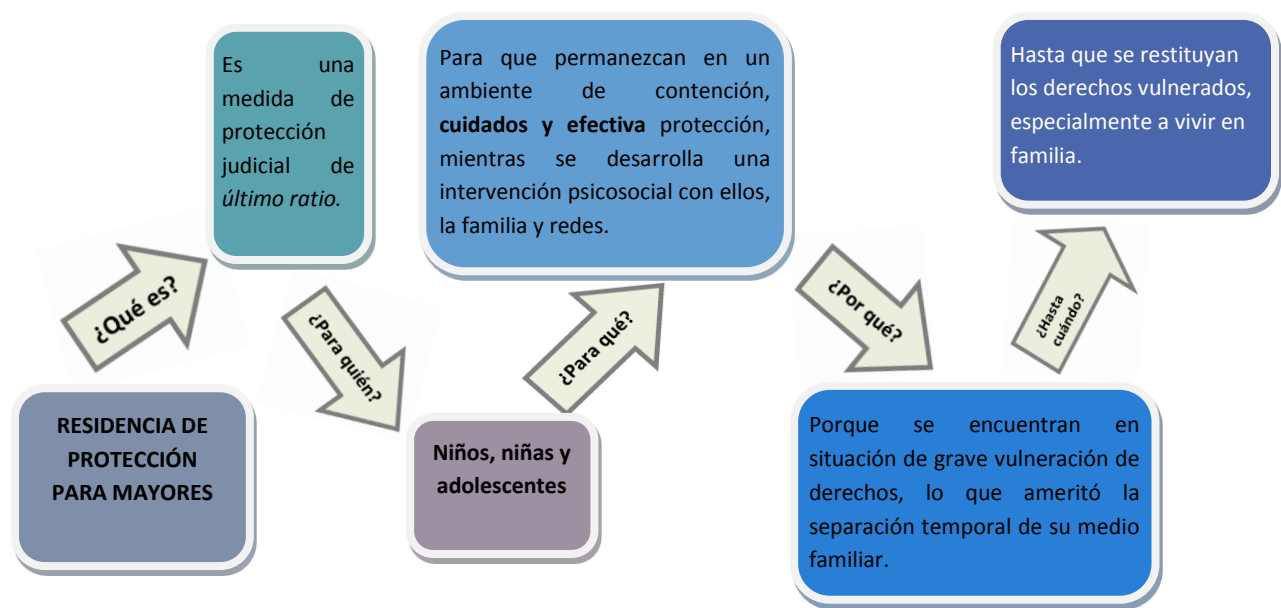 RESIDENCIA DE
PROTECCIÓN
PARA MAYORES
¿Qué es?
Es una
medida de
protección
judicial de
último ratio.
¿Para quién?
Niños, niñas y
adolescentes
¿Para qué?
Para que permanezcan en un
ambiente de contención,
cuidados y efectiva protección,
mientras se desarrolla una
intervención psicosocial con ellos,
la familia y redes.
¿Por qué?
Porque se encuentran en
situación de grave vulneración de
derechos, lo que ameritó la
separación temporal de su medio
familiar.
¿Hasta
cuándo?
Hasta que se restituyan
los derechos vulnerados,
especialmente a vivir en
familia.